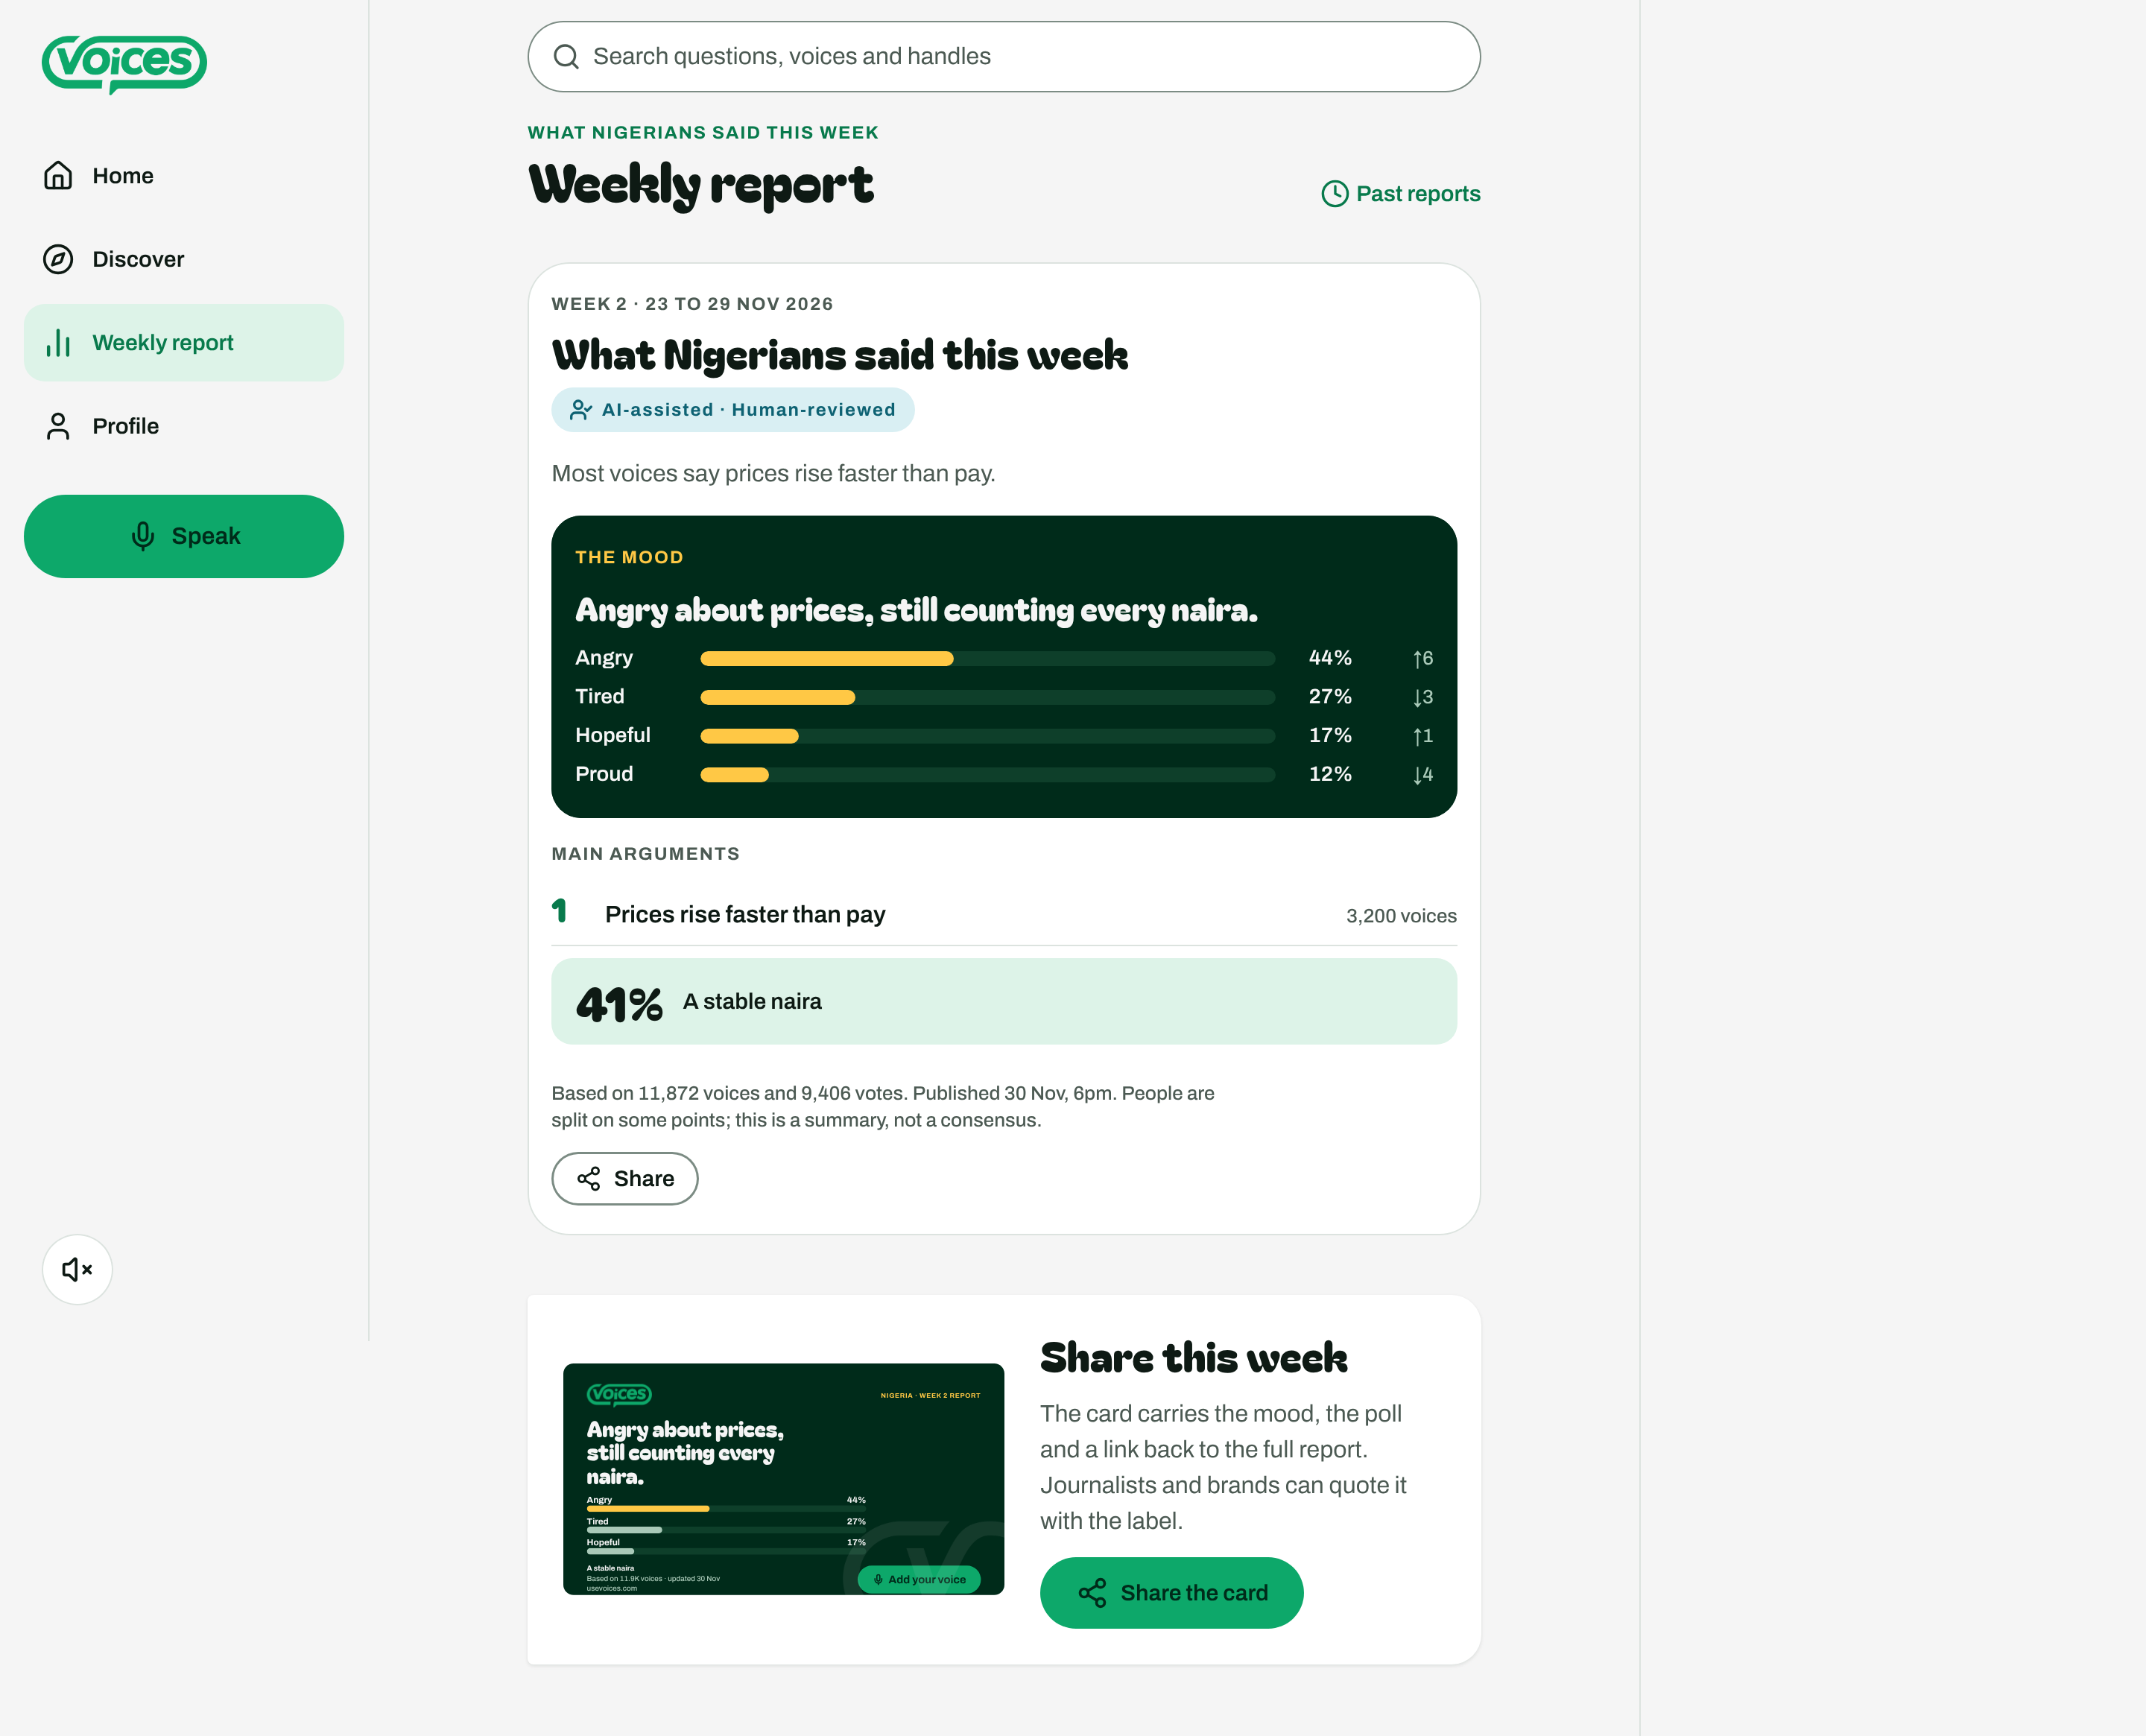 Voices
Home
Discover
Weekly report
Profile
Speak
Search questions, voices and handles
WHAT NIGERIANS SAID THIS WEEK
Weekly report
Past reports
WEEK 2 · 23 TO 29 NOV 2026
What Nigerians said this week
AI-assisted · Human-reviewed
Most voices say prices rise faster than pay.
THE MOOD
Angry about prices, still counting every naira.
Angry 44% ↑6
Tired 27% ↓3
Hopeful 17% ↑1
Proud 12% ↓4
MAIN ARGUMENTS
1 Prices rise faster than pay 3,200 voices
41% A stable naira
Based on 11,872 voices and 9,406 votes. Published 30 Nov, 6pm. People are
split on some points; this is a summary, not a consensus.
Share
Voices
NIGERIA · WEEK 2 REPORT
Angry about prices,
still counting every
naira.
Angry 44%
Tired 27%
Hopeful 17%
A stable naira
Based on 11.9K voices · updated 30 Nov
usevoices.com
Add your voice
Share this week
The card carries the mood, the poll
and a link back to the full report.
Journalists and brands can quote it
with the label.
Share the card